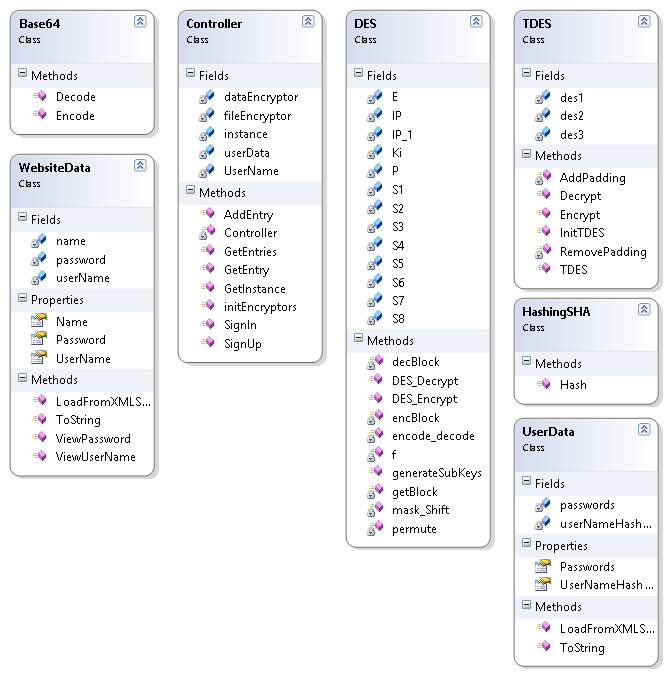 Base64
Class
Methods
Decode
Encode
WebsiteData
Class
Fields
name
password
userName
Properties
Name
Password
UserName
Methods
LoadFromXMLS...
ToString
ViewPassword
ViewUserName
Controller
Class
Fields
dataEncryptor
fileEncryptor
instance
userData
UserName
Methods
AddEntry
Controller
GetEntries
GetEntry
GetInstance
initEncryptors
SignIn
SignUp
DES
Class
Fields
E
IP
IP_1
Ki
P
S1
S2
S3
S4
S5
S6
S7
S8
Methods
decBlock
DES_Decrypt
DES_Encrypt
encBlock
encode_decode
f
generateSubKeys
getBlock
mask_Shift
permute
TDES
Class
Fields
des1
des2
des3
Methods
AddPadding
Decrypt
Encrypt
InitTDES
RemovePadding
TDES
HashingSHA
Class
Methods
Hash
UserData
Class
Fields
passwords
userNameHash...
Properties
Passwords
UserNameHash...
Methods
LoadFromXMLS...
ToString